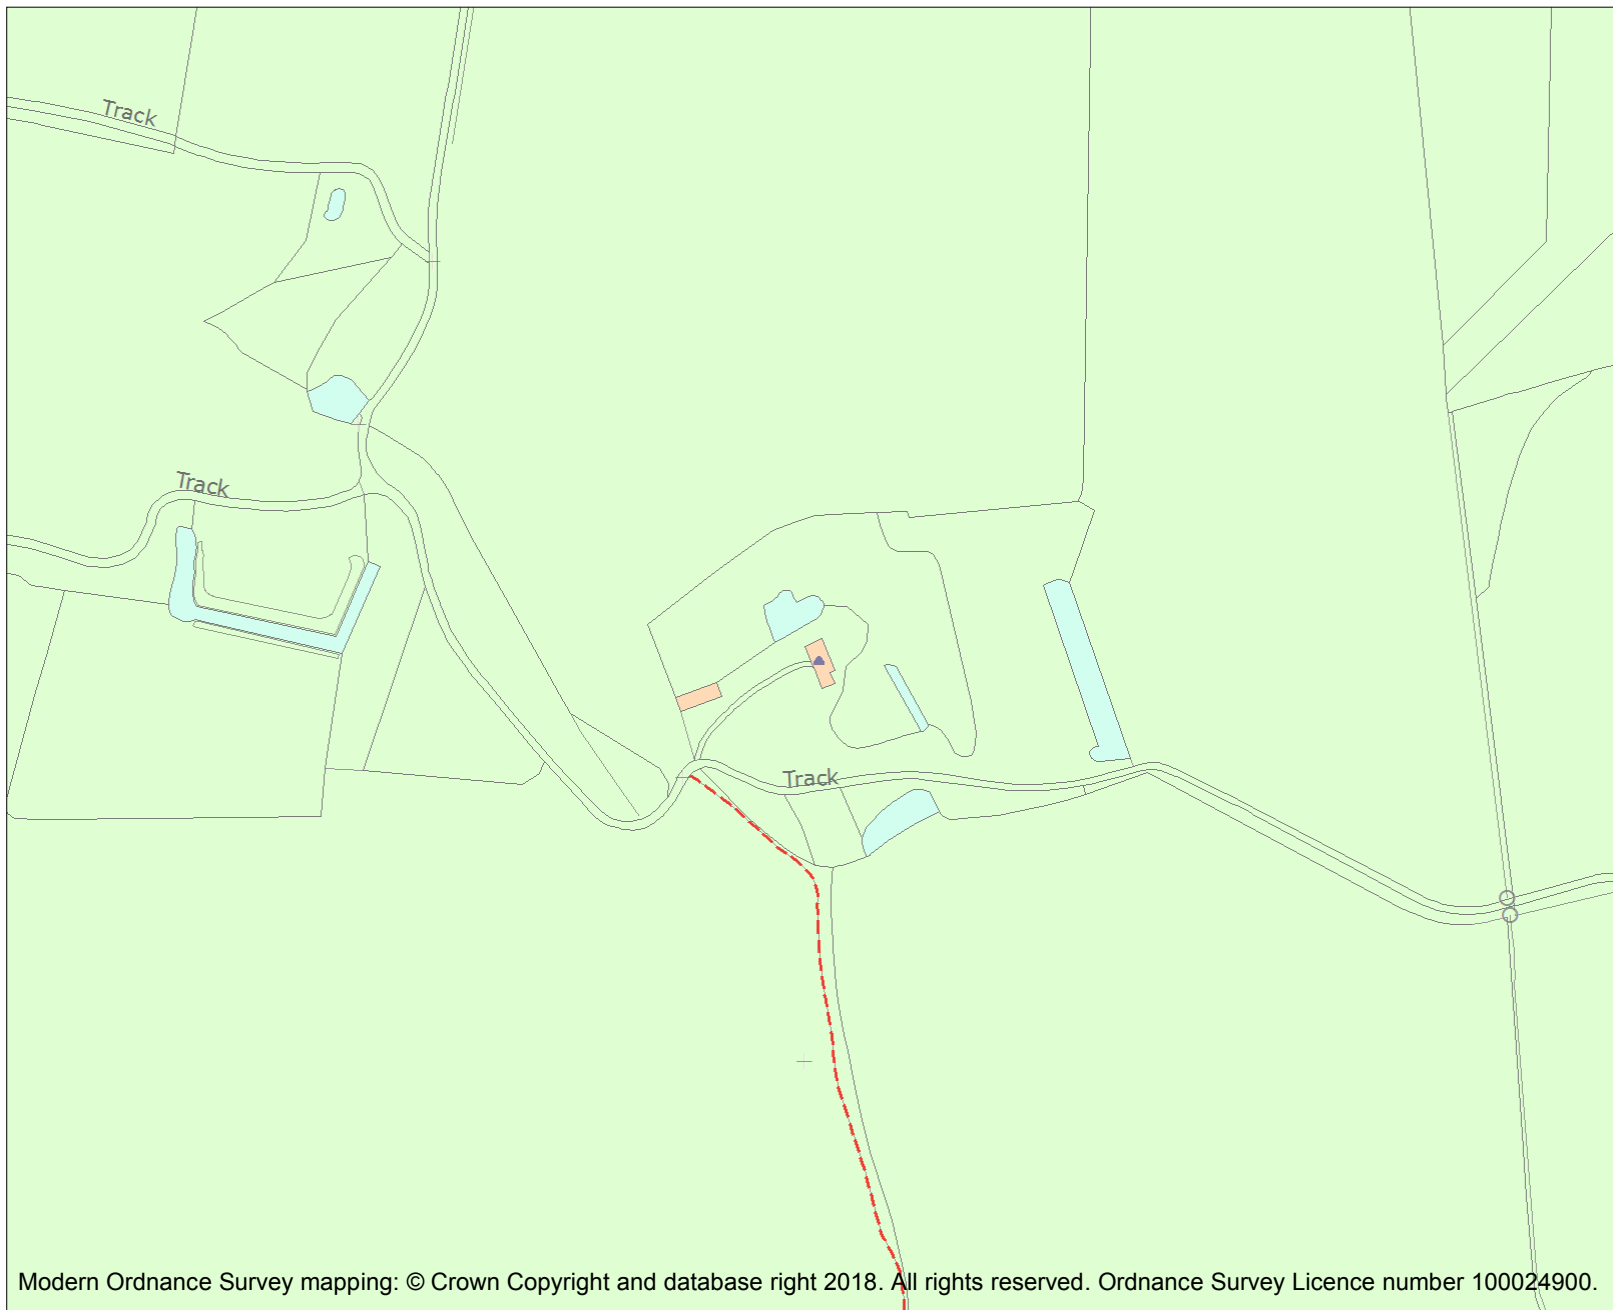 Track
Track
Track
Modern Ordnance Survey mapping: © Crown Copyright and database right 2018. All rights reserved. Ordnance Survey Licence number 100024900.